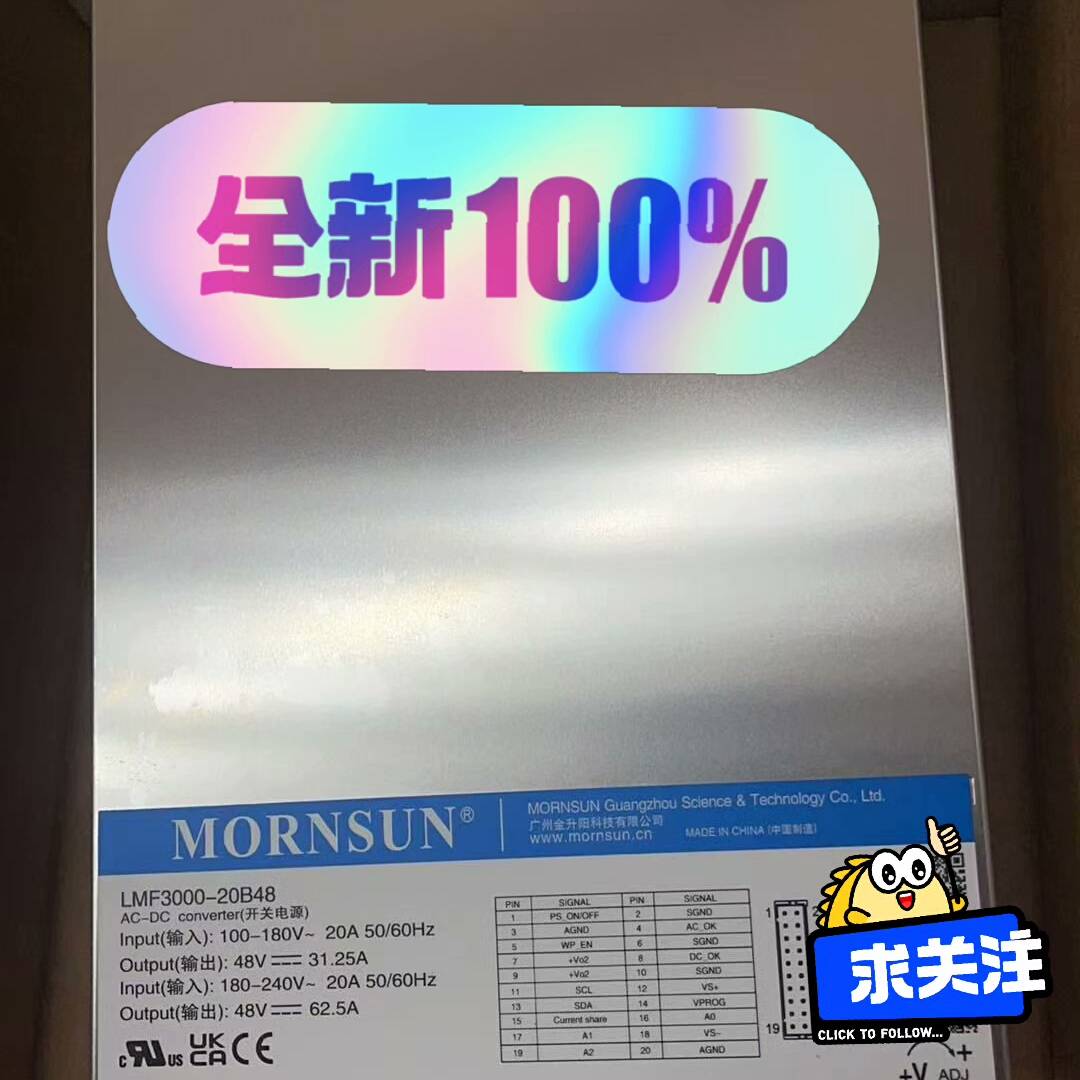 全新100%
MORNSUN®
MORNSUN Guangzhou Science & Technology Co., Ltd.
广州金升阳科技有限公司
www.mornsun.cn
MADE IN CHINA (中国制造)
LMF3000-20B48
AC-DC converter(开关电源)
Input(输入): 100-180V~ 20A 50/60Hz
Output(输出): 48V⎓ 31.25A
Input(输入): 180-240V~ 20A 50/60Hz
Output(输出): 48V⎓ 62.5A
c RU US UK CA CE
PIN SIGNAL PIN SIGNAL
1 PS_ON/OFF 2 SGND
3 AGND 4 AC_OK
5 WP_EN 6 SGND
7 +Vo2 8 DC_OK
9 +Vo2 10 SGND
11 SCL 12 VS+
13 SDA 14 VPROG
15 Current share 16 A0
17 A1 18 VS-
19 A2 20 AGND
1
19
求关注
CLICK TO FOLLOW...
+
+V ADJ